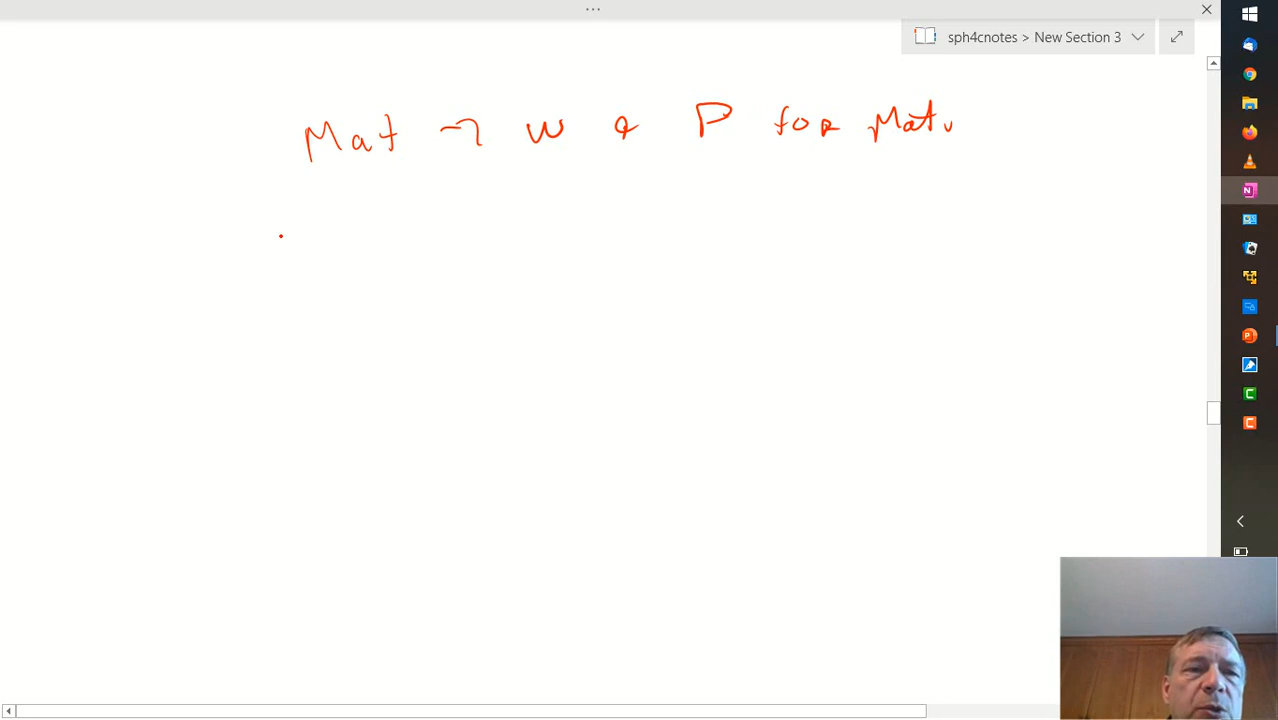 sph4cnotes > New Section 3
Mat → W & P for Mat.